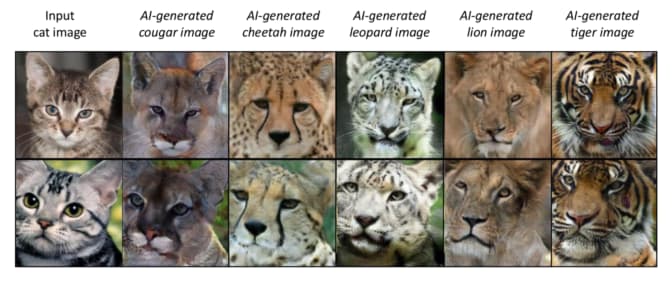 Input
cat image
AI-generated
cougar image
AI-generated
cheetah image
AI-generated
leopard image
AI-generated
lion image
AI-generated
tiger image